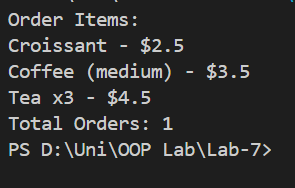 Order Items:
Croissant - $2.5
Coffee (medium) - $3.5
Tea x3 - $4.5
Total Orders: 1
PS D:\Uni\OOP Lab\Lab-7>